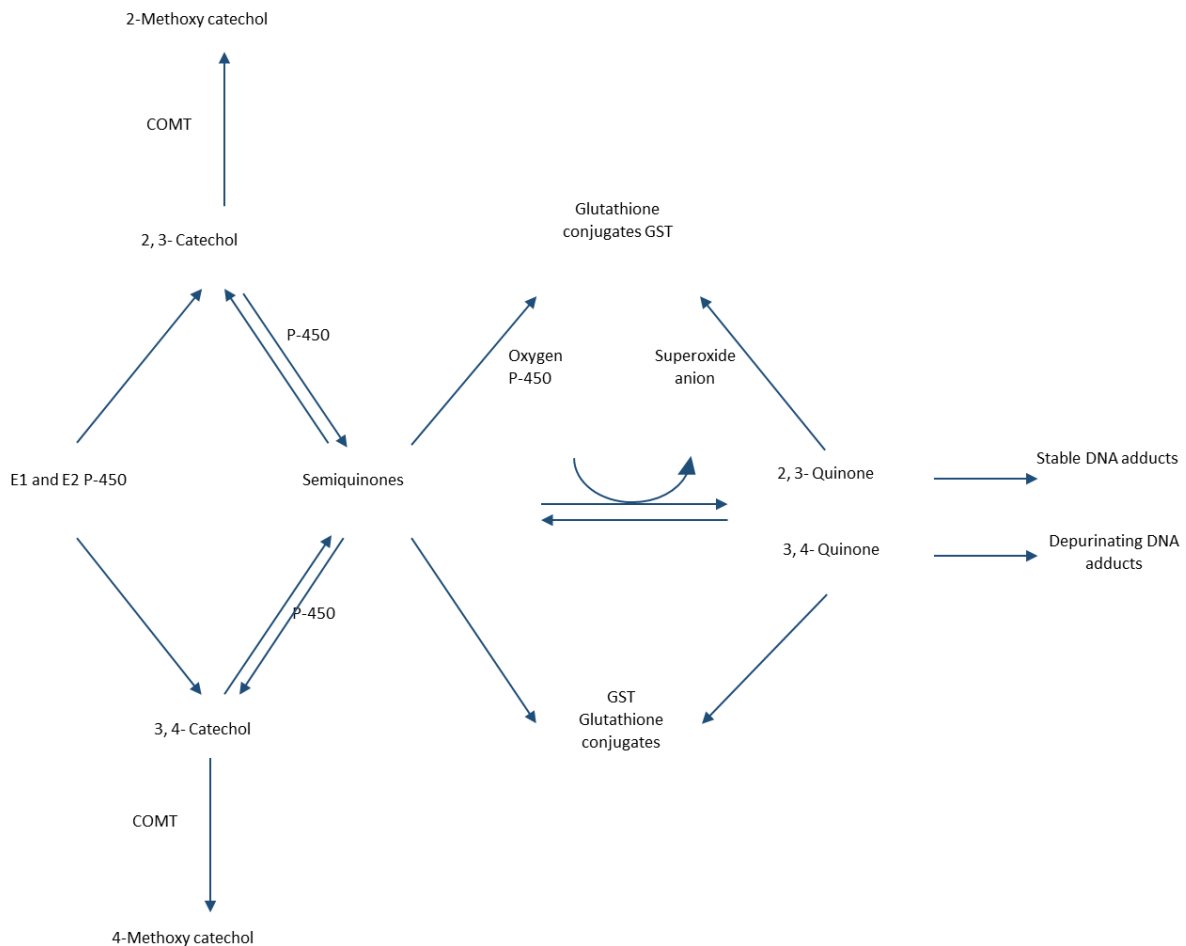 2-Methoxy catechol
COMT
2, 3- Catechol
Glutathione
conjugates GST
P-450
Oxygen
P-450
Superoxide
anion
E1 and E2 P-450
Semiquinones
2, 3- Quinone
Stable DNA adducts
3, 4- Quinone
Depurinating DNA
adducts
P-450
3, 4- Catechol
GST
Glutathione
conjugates
COMT
4-Methoxy catechol